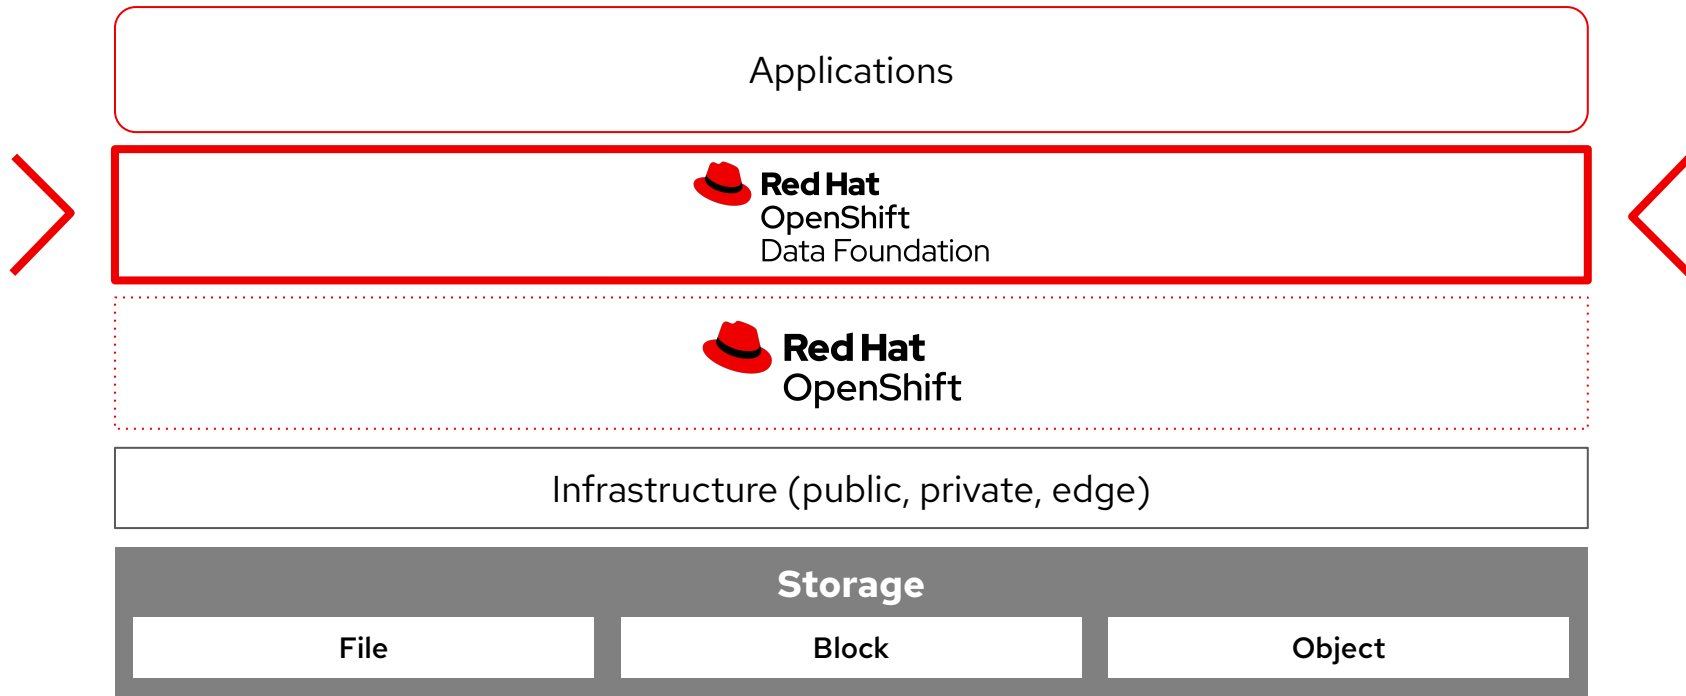 Applications
Red Hat
OpenShift
Data Foundation
Red Hat
OpenShift
Infrastructure (public, private, edge)
Storage
File
Block
Object